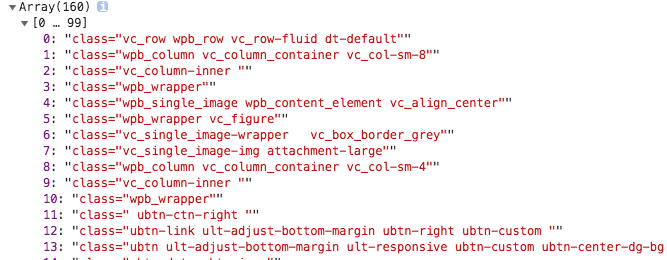 Array(160) i
[0 … 99]
0: "class="vc_row wpb_row vc_row-fluid dt-default""
1: "class="wpb_column vc_column_container vc_col-sm-8""
2: "class="vc_column-inner ""
3: "class="wpb_wrapper""
4: "class="wpb_single_image wpb_content_element vc_align_center""
5: "class="wpb_wrapper vc_figure""
6: "class="vc_single_image-wrapper   vc_box_border_grey""
7: "class="vc_single_image-img attachment-large""
8: "class="wpb_column vc_column_container vc_col-sm-4""
9: "class="vc_column-inner ""
10: "class="wpb_wrapper""
11: "class=" ubtn-ctn-right ""
12: "class="ubtn-link ult-adjust-bottom-margin ubtn-right ubtn-custom ""
13: "class="ubtn ult-adjust-bottom-margin ult-responsive ubtn-custom ubtn-center-dg-bg